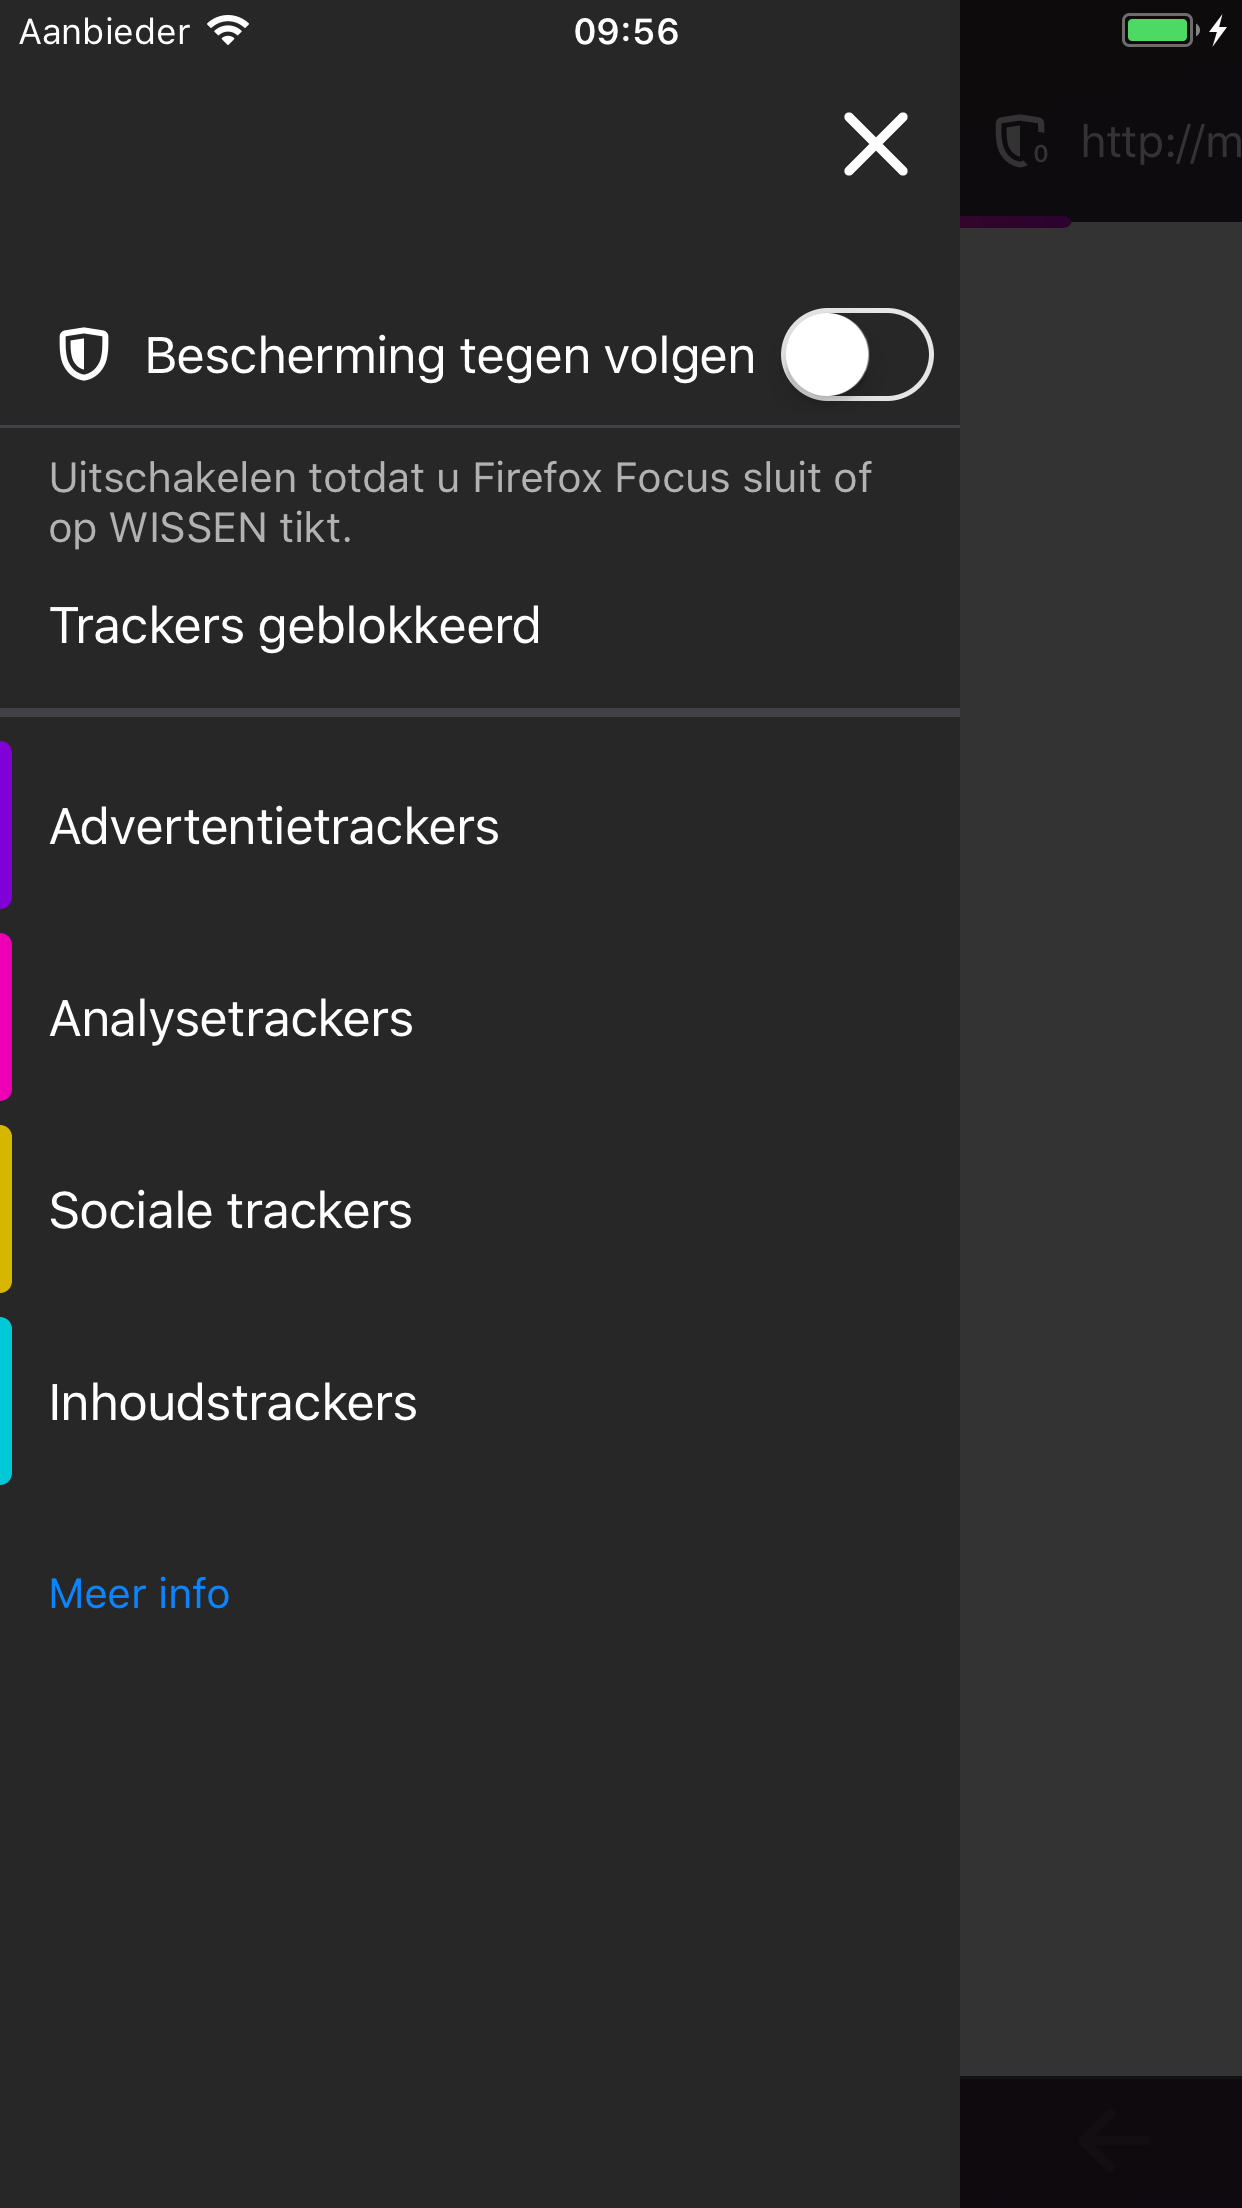 Aanbieder 09:56
0 http://m
Bescherming tegen volgen
Uitschakelen totdat u Firefox Focus sluit of
op WISSEN tikt.
Trackers geblokkeerd
Advertentietrackers
Analysetrackers
Sociale trackers
Inhoudstrackers
Meer info